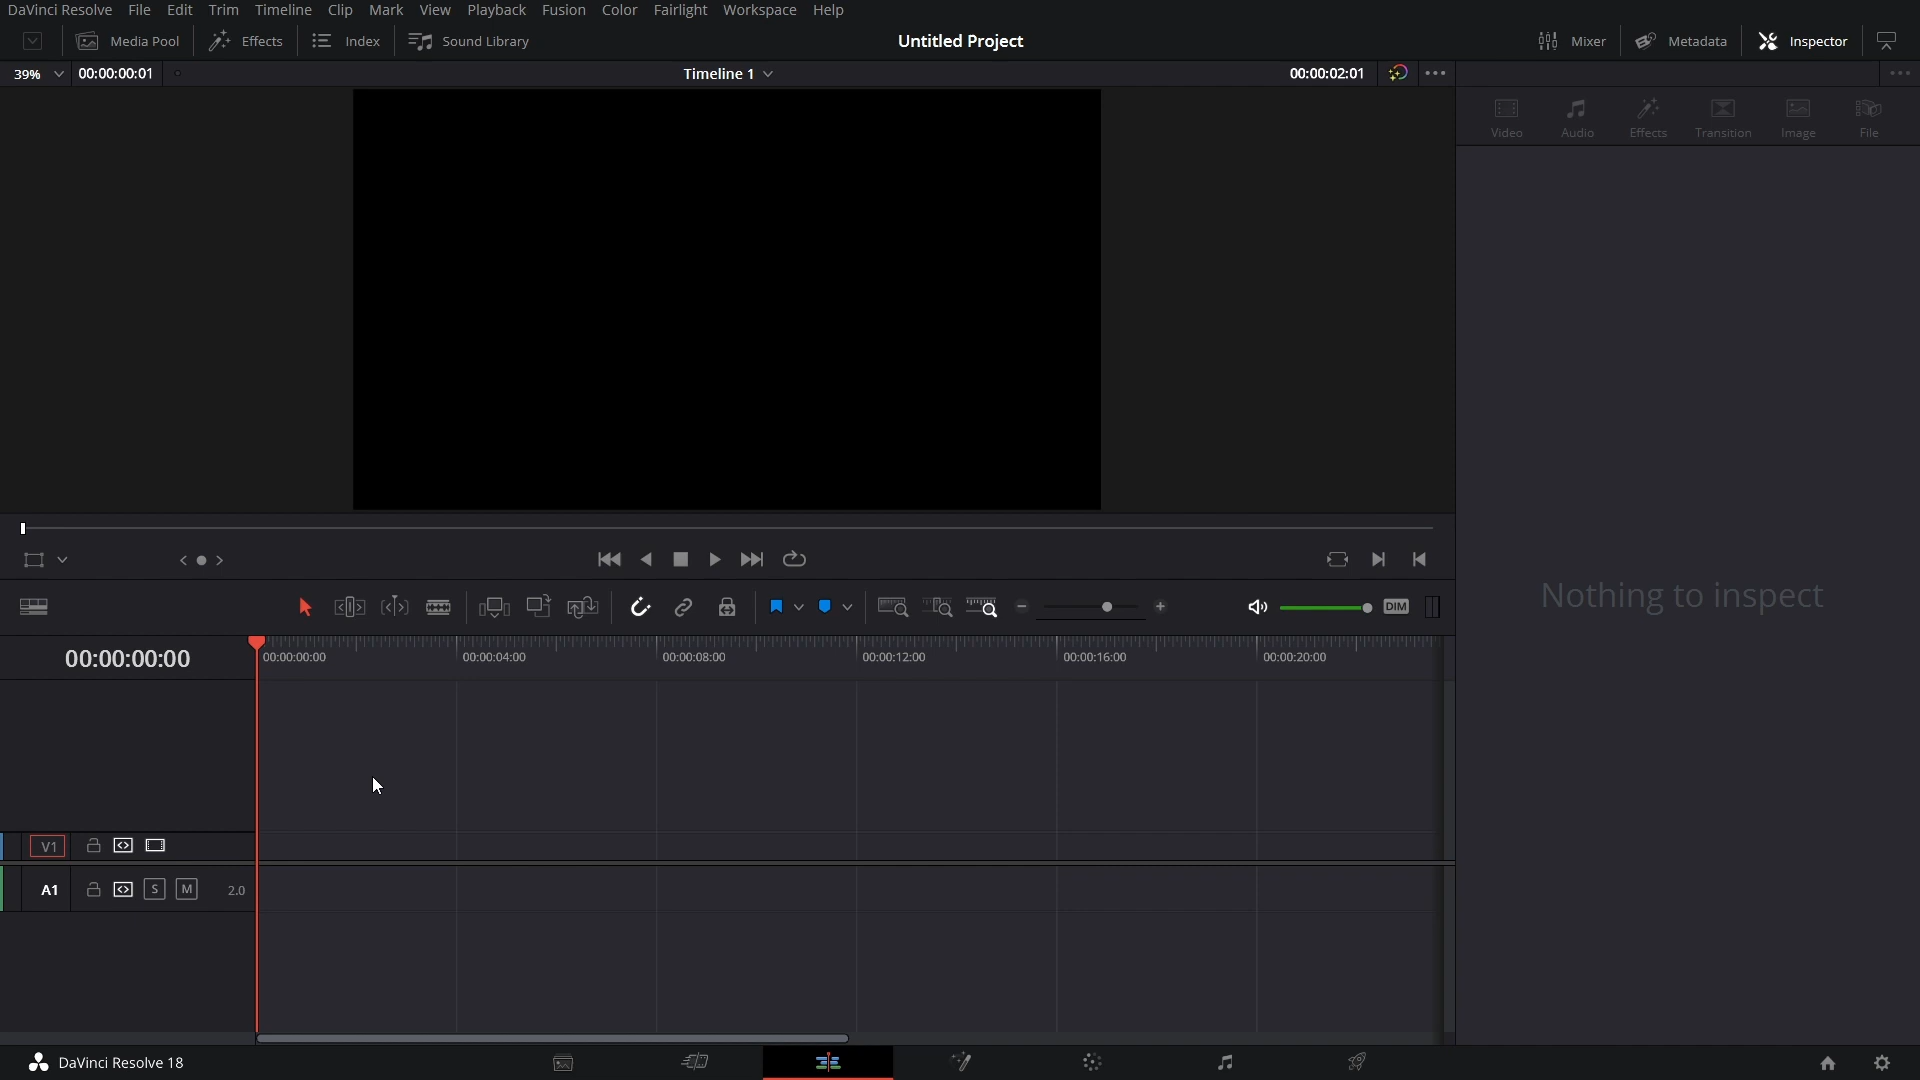 DaVinci Resolve File Edit Trim Timeline Clip Mark View Playback Fusion Color Fairlight Workspace Help
Media Pool Effects Index Sound Library Untitled Project Mixer Metadata Inspector
39% 00:00:00:01 Timeline 1 00:00:02:01
Video Audio Effects Transition Image File
Nothing to inspect
DIM
00:00:00:00
00:00:00:00 00:00:04:00 00:00:08:00 00:00:12:00 00:00:16:00 00:00:20:00
V1
A1 S M 2.0
DaVinci Resolve 18